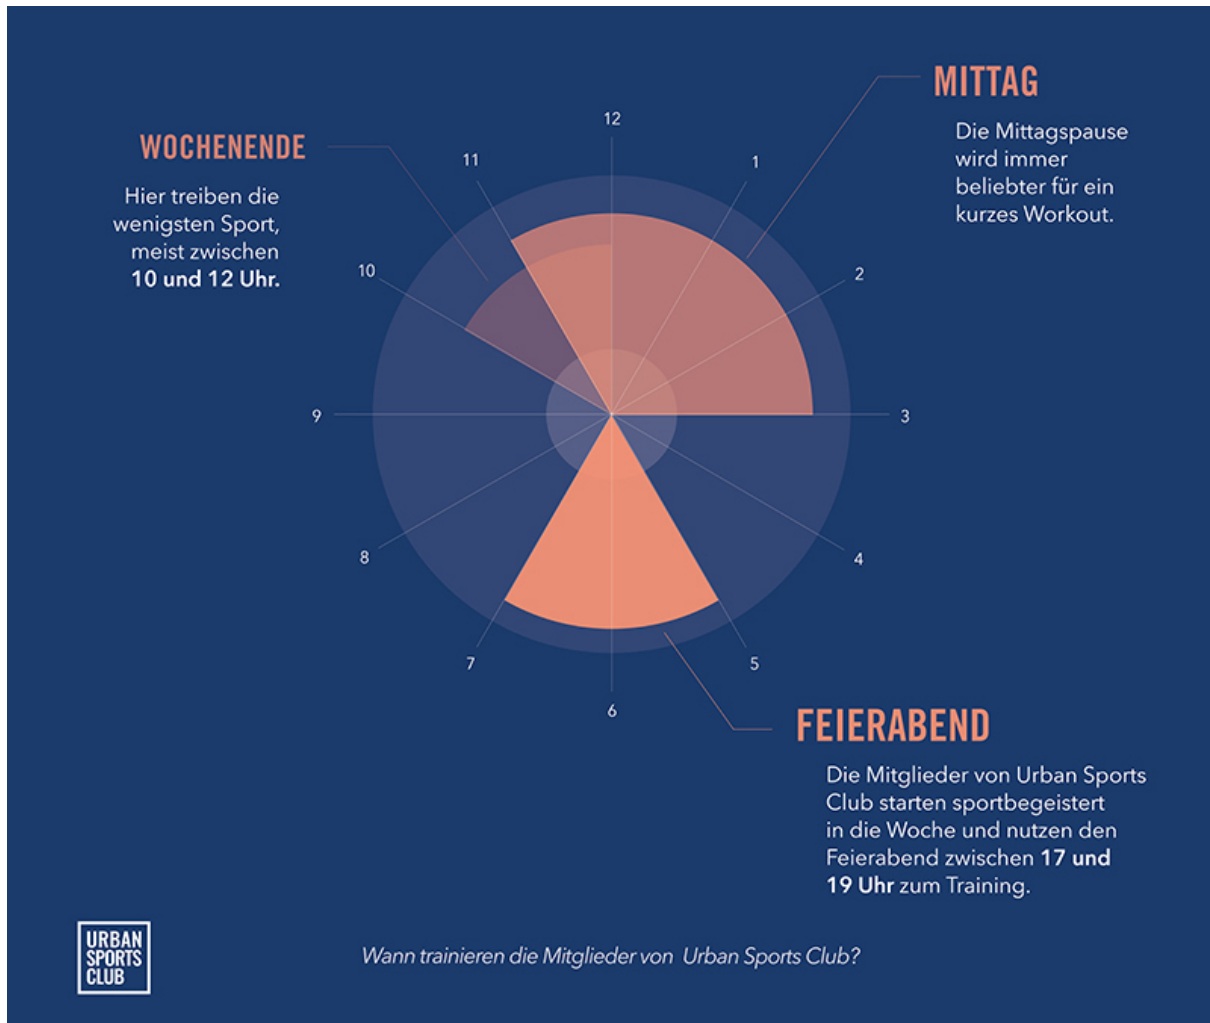 MITTAG
Die Mittagspause
wird immer
beliebter für ein
kurzes Workout.
WOCHENENDE
Hier treiben die
wenigsten Sport,
meist zwischen
10 und 12 Uhr.
12
1
2
3
4
5
6
7
8
9
10
11
FEIERABEND
Die Mitglieder von Urban Sports
Club starten sportbegeistert
in die Woche und nutzen den
Feierabend zwischen 17 und
19 Uhr zum Training.
URBAN
SPORTS
CLUB
Wann trainieren die Mitglieder von Urban Sports Club?